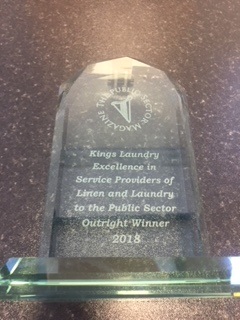 THE PUBLIC SECTOR MAGAZINE
Kings Laundry
Excellence in
Service Providers of
Linen and Laundry
to the Public Sector
Outright Winner
2018